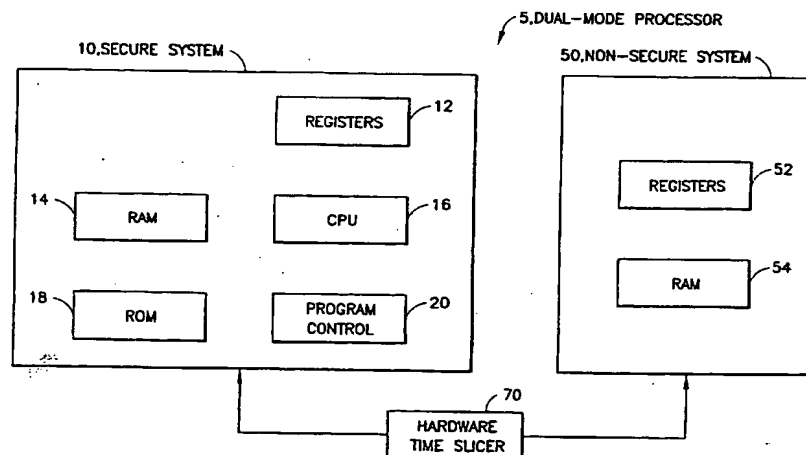 5,DUAL-MODE PROCESSOR
10,SECURE SYSTEM
50,NON-SECURE SYSTEM
12
REGISTERS
52
REGISTERS
14
RAM
16
CPU
54
RAM
18
ROM
20
PROGRAM
CONTROL
70
HARDWARE
TIME SLICER